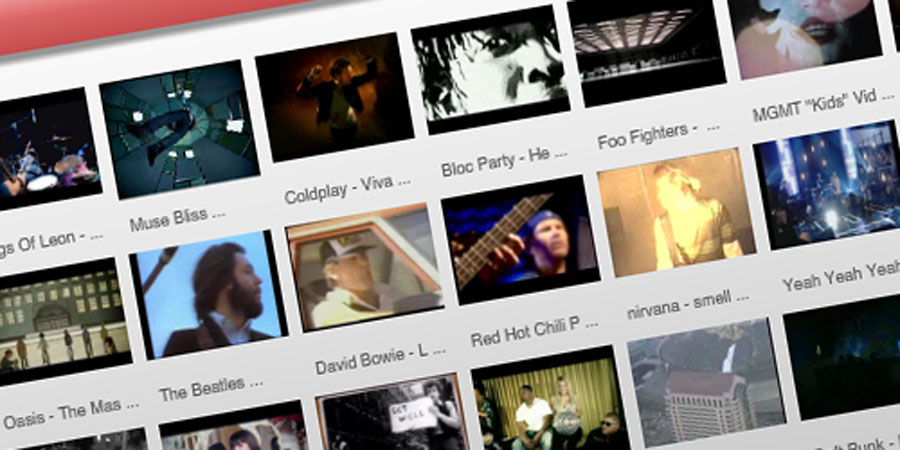 gs Of Leon - ...
Muse Bliss ...
Coldplay - Viva ...
Bloc Party - He ...
Foo Fighters - ...
MGMT "Kids" Vid ...
Oasis - The Mas ...
The Beatles ...
David Bowie - L ...
Red Hot Chili P ...
nirvana - smell ...
Yeah Yeah Yeah
GET WELL
ft Punk -